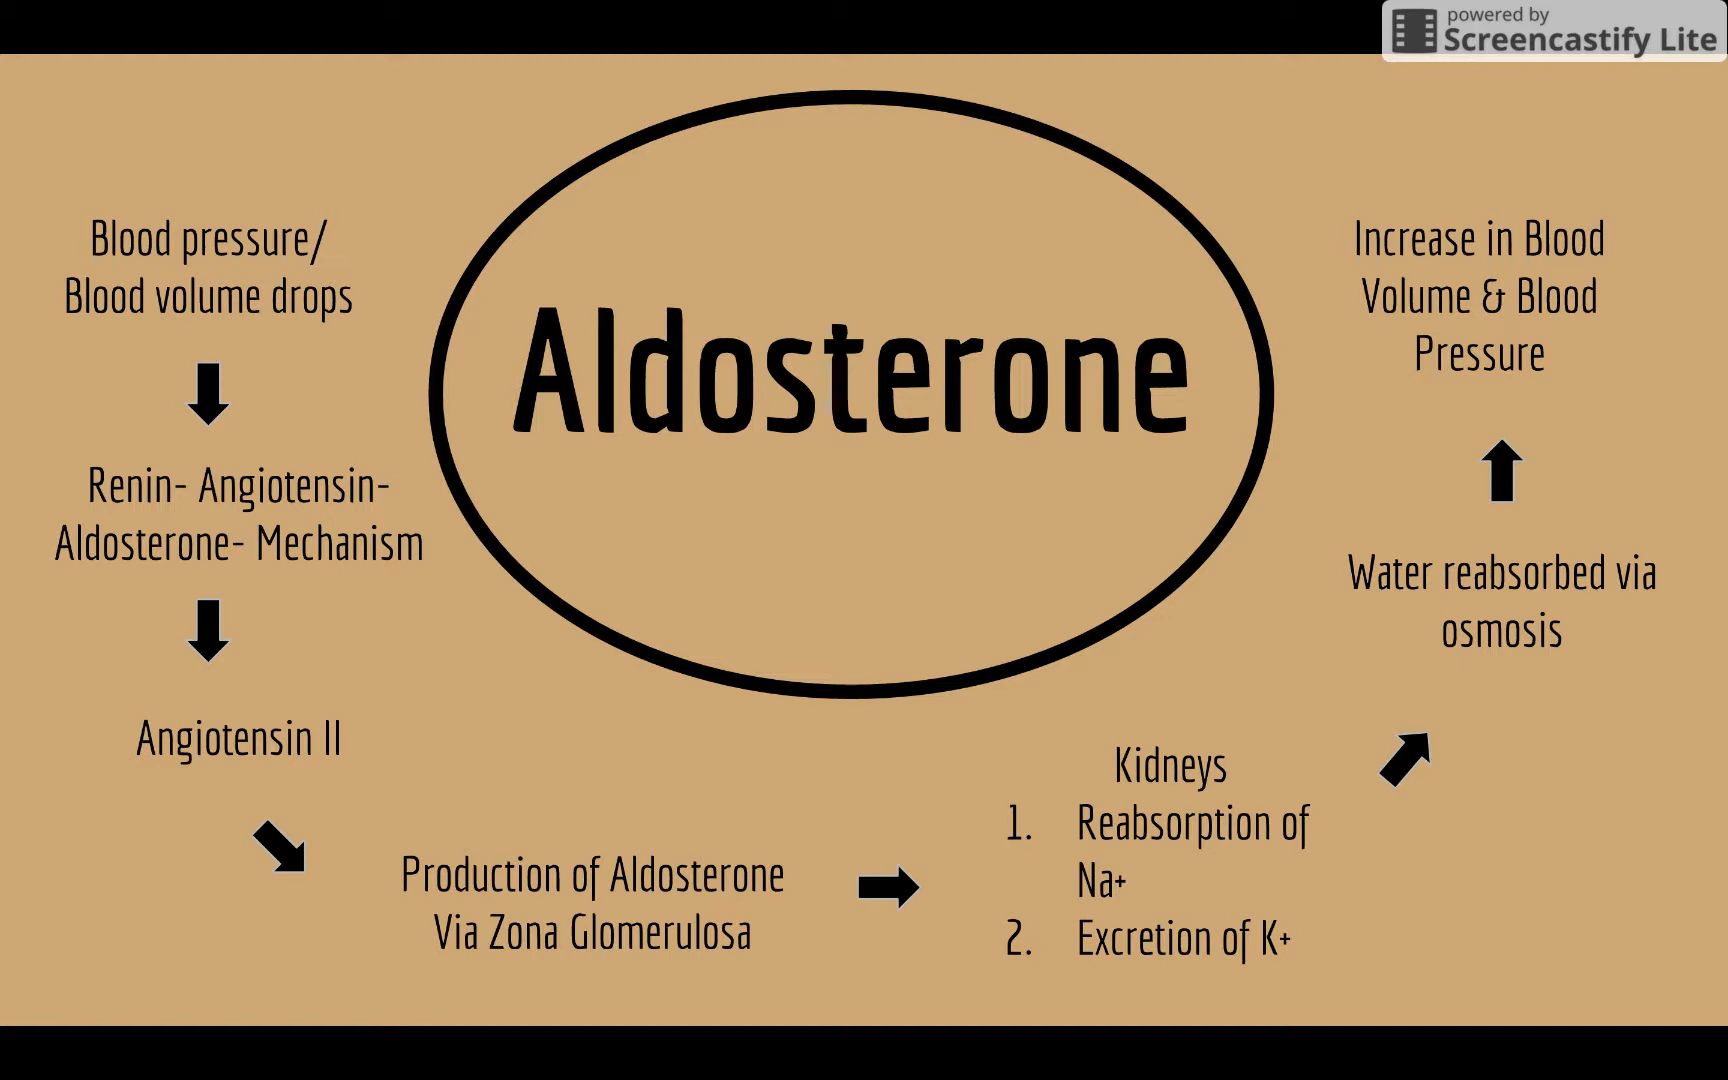 powered by
Screencastify Lite
Aldosterone
Blood pressure/
Blood volume drops
Renin- Angiotensin-
Aldosterone- Mechanism
Angiotensin II
Production of Aldosterone
Via Zona Glomerulosa
Kidneys
1. Reabsorption of
Na+
2. Excretion of K+
Water reabsorbed via
osmosis
Increase in Blood
Volume & Blood
Pressure